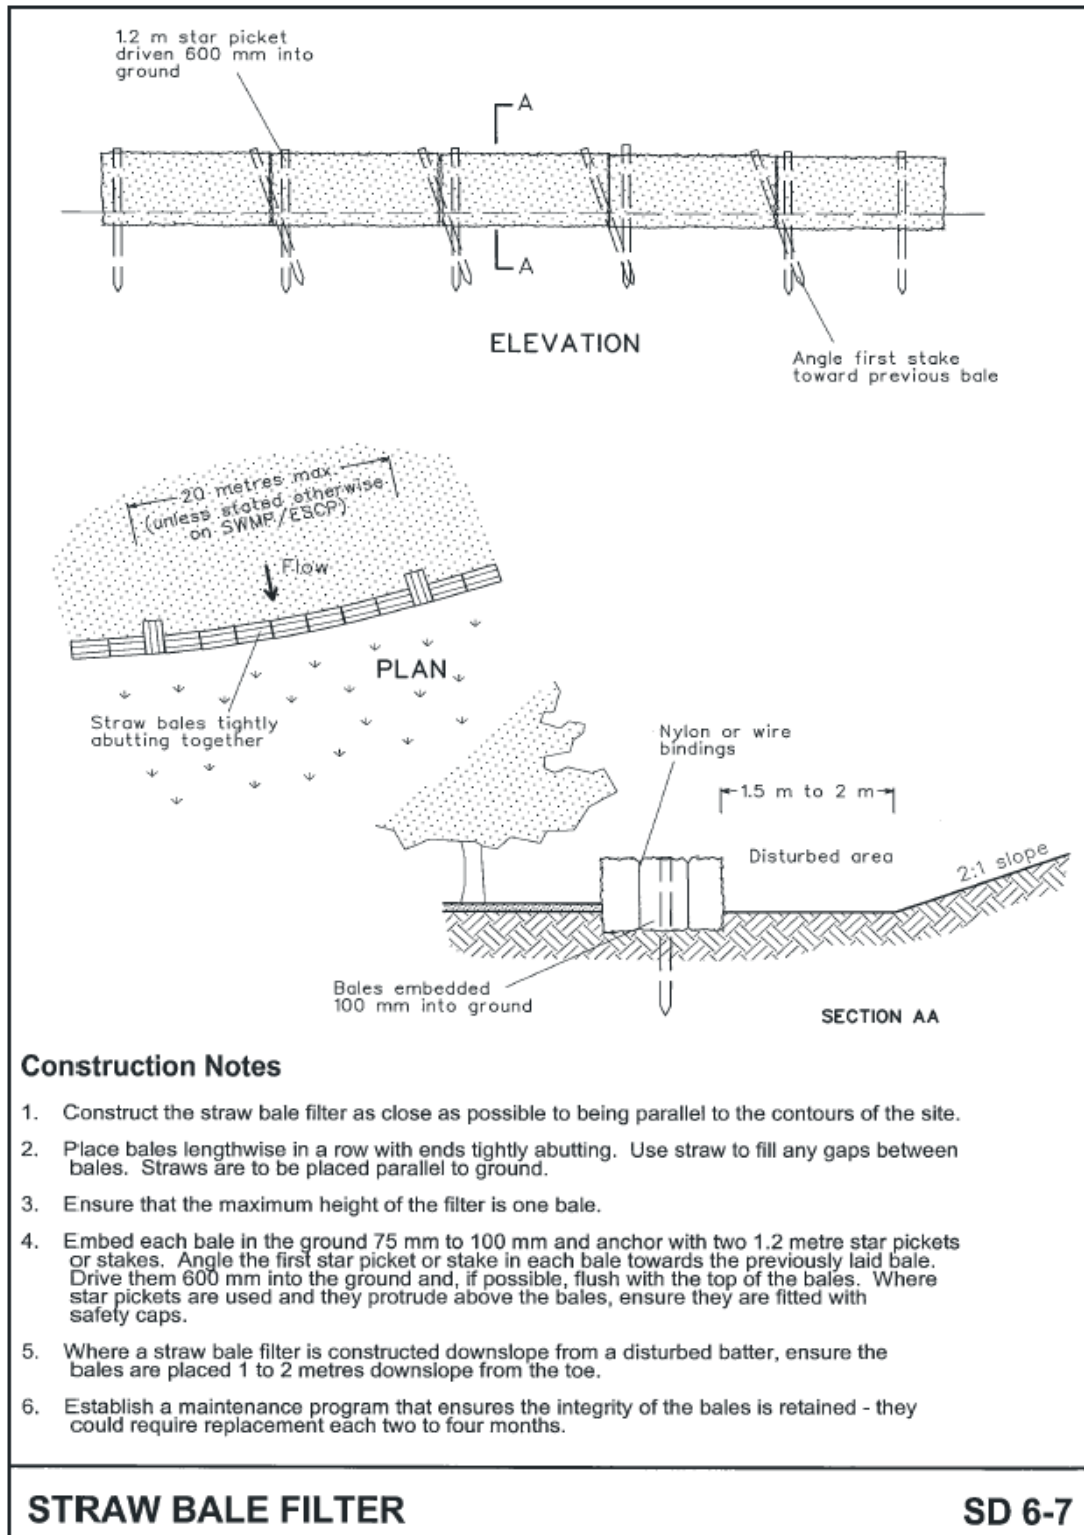 1.2 m star picket
driven 600 mm into
ground
A
A
ELEVATION
Angle first stake
toward previous bale
20 metres max.
(unless stated otherwise
on SWMP/ESCP)
Flow
PLAN
Straw bales tightly
abutting together
Nylon or wire
bindings
1.5 m to 2 m
Disturbed area
2:1 slope
Bales embedded
100 mm into ground
SECTION AA
Construction Notes
1. Construct the straw bale filter as close as possible to being parallel to the contours of the site.
2. Place bales lengthwise in a row with ends tightly abutting. Use straw to fill any gaps between
bales. Straws are to be placed parallel to ground.
3. Ensure that the maximum height of the filter is one bale.
4. Embed each bale in the ground 75 mm to 100 mm and anchor with two 1.2 metre star pickets
or stakes. Angle the first star picket or stake in each bale towards the previously laid bale.
Drive them 600 mm into the ground and, if possible, flush with the top of the bales. Where
star pickets are used and they protrude above the bales, ensure they are fitted with
safety caps.
5. Where a straw bale filter is constructed downslope from a disturbed batter, ensure the
bales are placed 1 to 2 metres downslope from the toe.
6. Establish a maintenance program that ensures the integrity of the bales is retained - they
could require replacement each two to four months.
STRAW BALE FILTER
SD 6-7